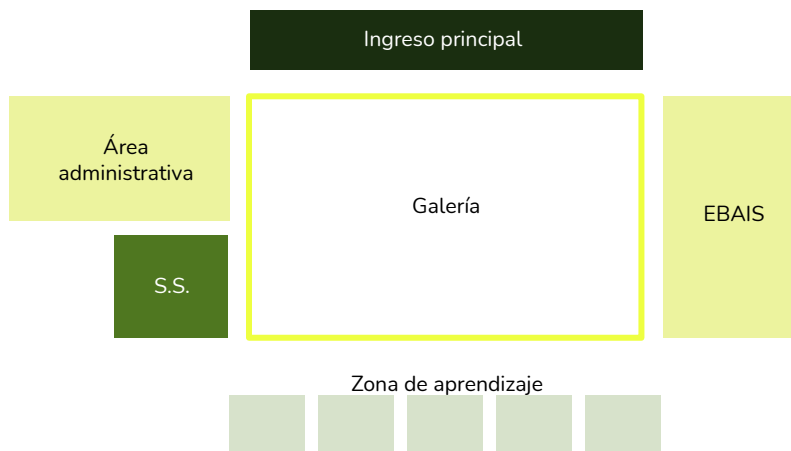 Ingreso principal
Área
administrativa
Galería
EBAIS
S.S.
Zona de aprendizaje